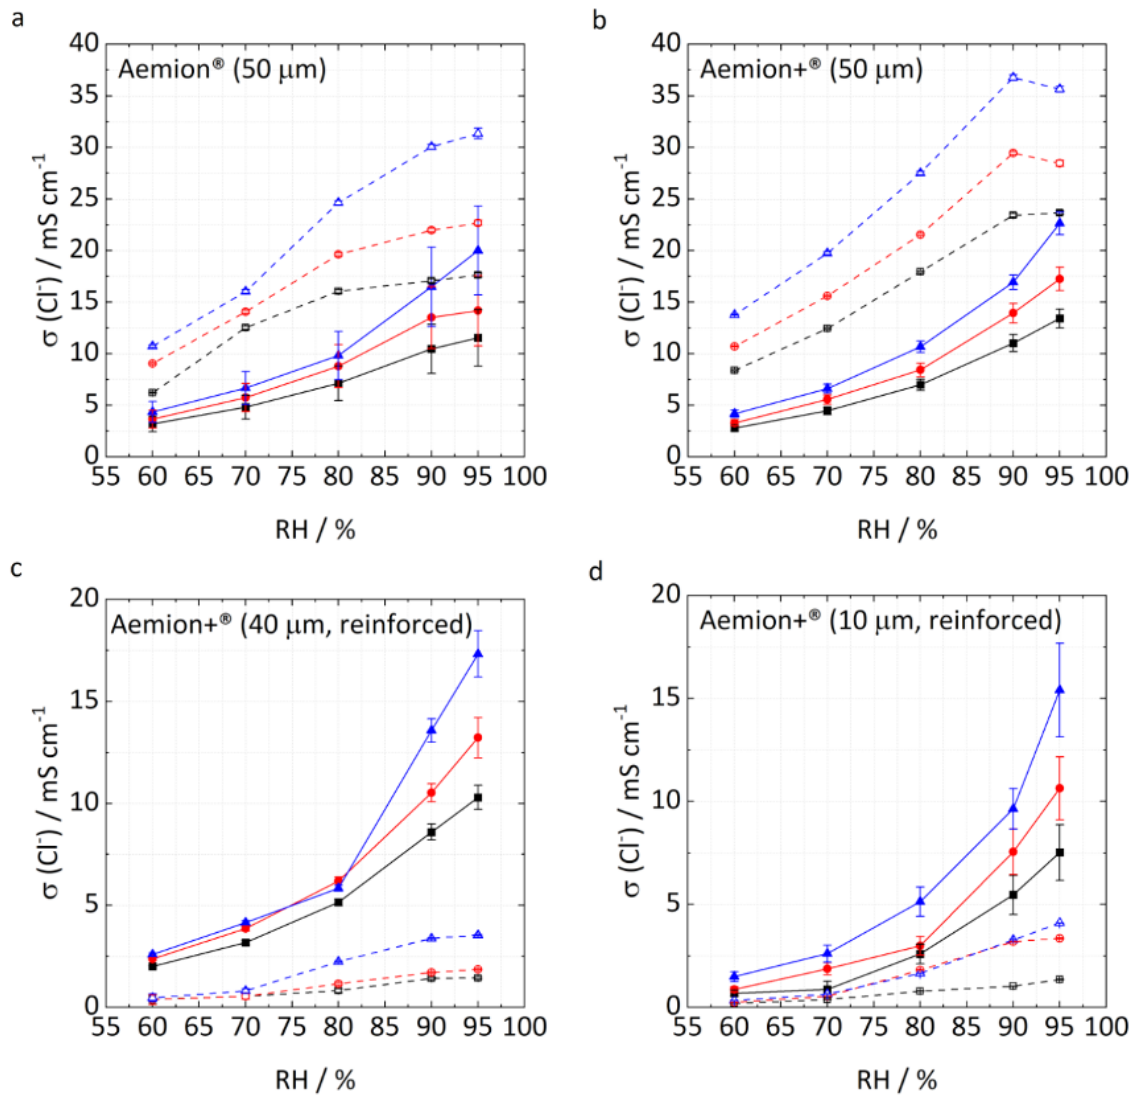 a
40
35
30
25
20
15
10
5
0
Aemion® (50 μm)
σ (Cl⁻) / mS cm⁻¹
55 60 65 70 75 80 85 90 95 100
RH / %
b
40
35
30
25
20
15
10
5
0
Aemion+® (50 μm)
σ (Cl⁻) / mS cm⁻¹
55 60 65 70 75 80 85 90 95 100
RH / %
c
20
15
10
5
0
Aemion+® (40 μm, reinforced)
σ (Cl⁻) / mS cm⁻¹
55 60 65 70 75 80 85 90 95 100
RH / %
d
20
15
10
5
0
Aemion+® (10 μm, reinforced)
σ (Cl⁻) / mS cm⁻¹
55 60 65 70 75 80 85 90 95 100
RH / %